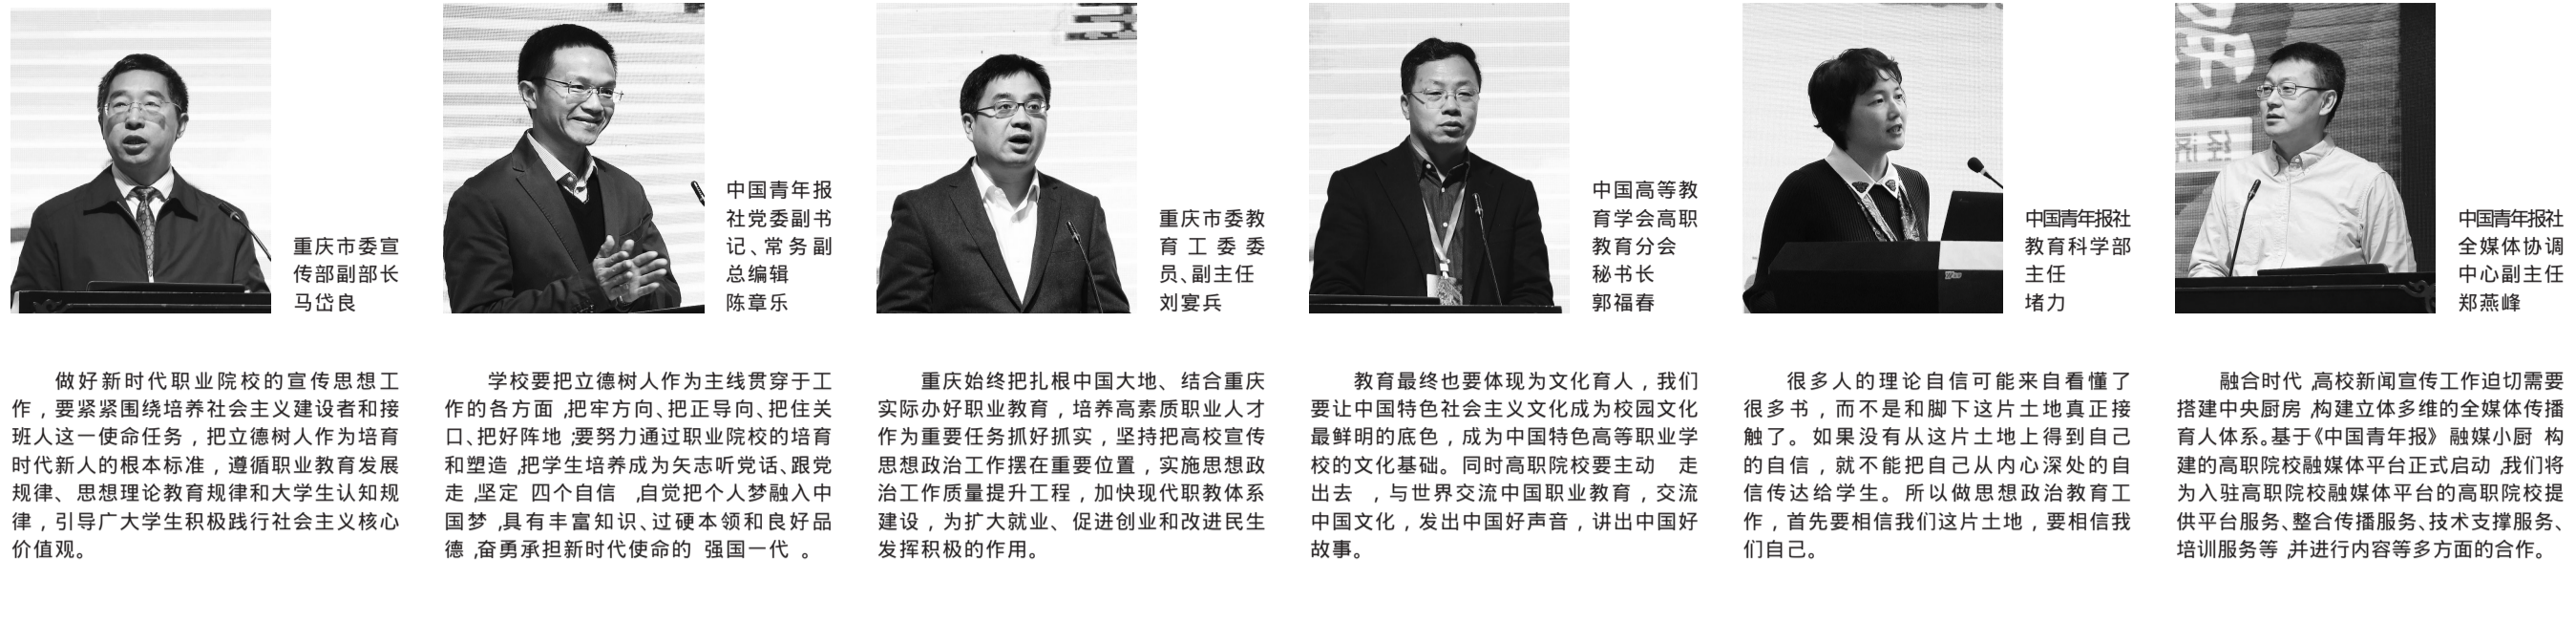 重庆市委宣
传部副部长
马岱良
做好新时代职业院校的宣传思想工
作，要紧紧围绕培养社会主义建设者和接
班人这一使命任务，把立德树人作为培育
时代新人的根本标准，遵循职业教育发展
规律、思想理论教育规律和大学生认知规
律，引导广大学生积极践行社会主义核心
价值观。
中国青年报
社党委副书
记、常务副
总编辑
陈章乐
学校要把立德树人作为主线贯穿于工
作的各方面，把牢方向、把正导向、把住关
口、把好阵地；要努力通过职业院校的培育
和塑造，把学生培养成为矢志听党话、跟党
走，坚定 四个自信 ，自觉把个人梦融入中
国梦，具有丰富知识、过硬本领和良好品
德，奋勇承担新时代使命的 强国一代 。
重庆市委教
育工委委
员、副主任
刘宴兵
重庆始终把扎根中国大地、结合重庆
实际办好职业教育，培养高素质职业人才
作为重要任务抓好抓实，坚持把高校宣传
思想政治工作摆在重要位置，实施思想政
治工作质量提升工程，加快现代职教体系
建设，为扩大就业、促进创业和改进民生
发挥积极的作用。
中国高等教
育学会高职
教育分会
秘书长
郭福春
教育最终也要体现为文化育人，我们
要让中国特色社会主义文化成为校园文化
最鲜明的底色，成为中国特色高等职业学
校的文化基础。同时高职院校要主动 走
出去 ，与世界交流中国职业教育，交流
中国文化，发出中国好声音，讲出中国好
故事。
中国青年报社
教育科学部
主任
堵力
很多人的理论自信可能来自看懂了
很多书，而不是和脚下这片土地真正接
触了。如果没有从这片土地上得到自己
的自信，就不能把自己从内心深处的自
信传达给学生。所以做思想政治教育工
作，首先要相信我们这片土地，要相信我
们自己。
中国青年报社
全媒体协调
中心副主任
郑燕峰
融合时代，高校新闻宣传工作迫切需要
搭建中央厨房，构建立体多维的全媒体传播
育人体系。基于《中国青年报》 融媒小厨 构
建的高职院校融媒体平台正式启动，我们将
为入驻高职院校融媒体平台的高职院校提
供平台服务、整合传播服务、技术支撑服务、
培训服务等，并进行内容等多方面的合作。